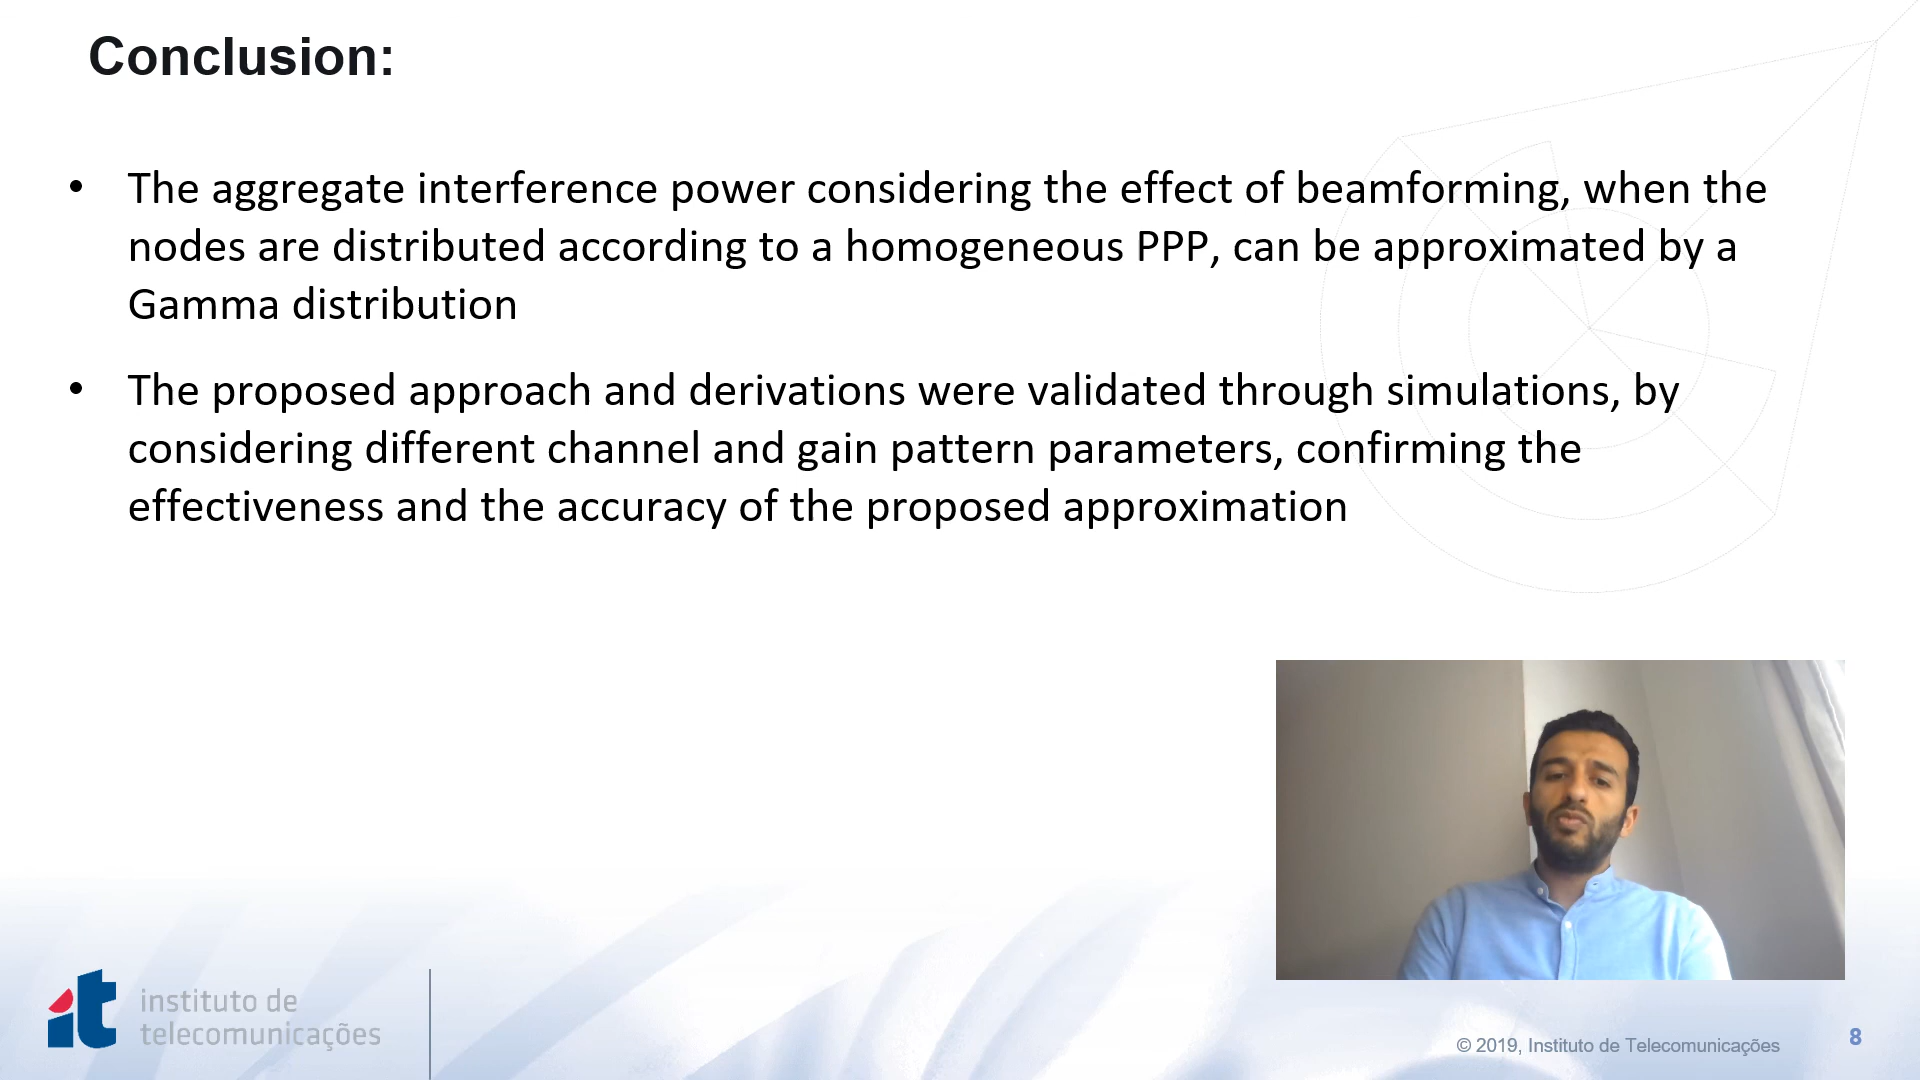 Conclusion:
• The aggregate interference power considering the effect of beamforming, when the
nodes are distributed according to a homogeneous PPP, can be approximated by a
Gamma distribution
• The proposed approach and derivations were validated through simulations, by
considering different channel and gain pattern parameters, confirming the
effectiveness and the accuracy of the proposed approximation
it
instituto de
telecomunicações
© 2019, Instituto de Telecomunicações
8